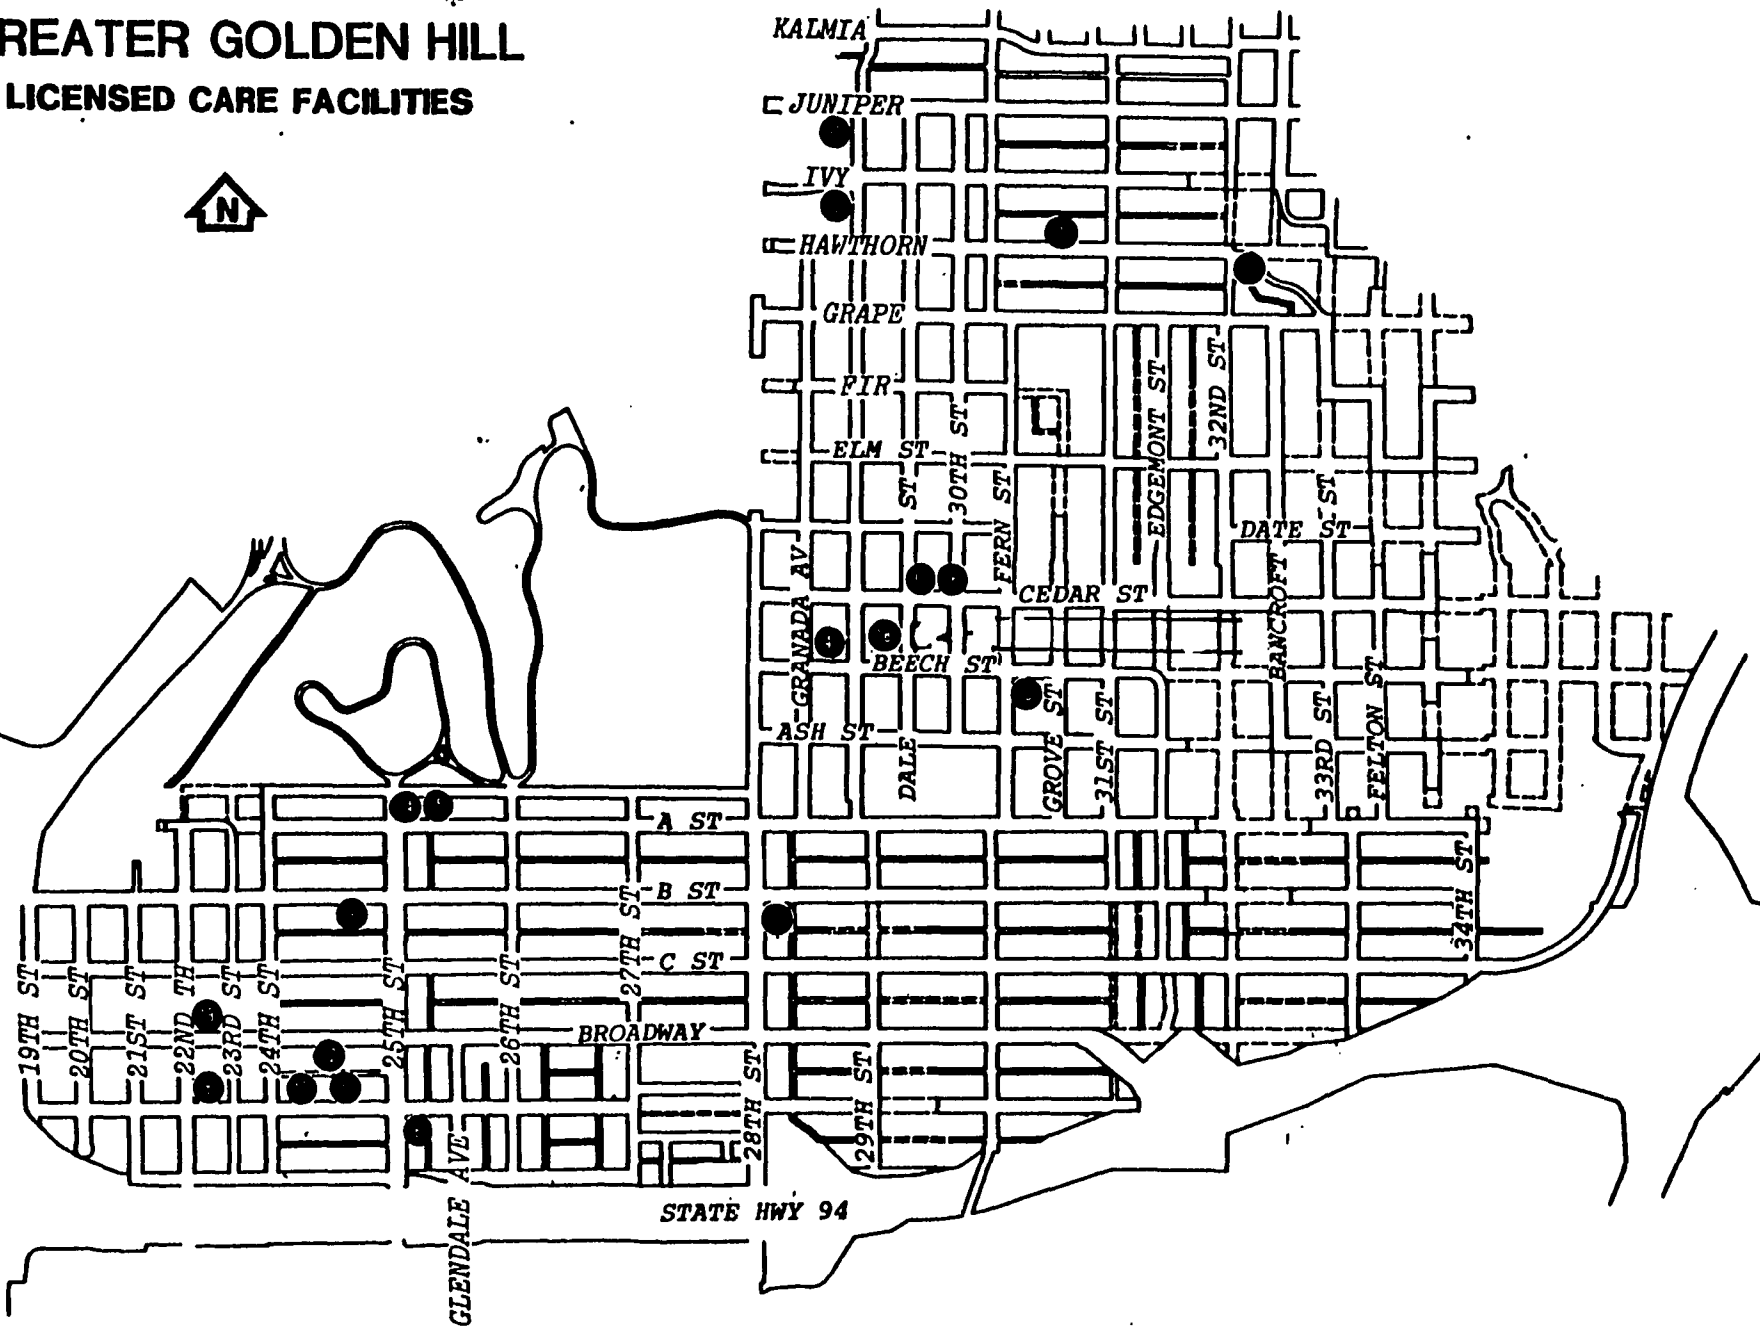 REATER GOLDEN HILL
LICENSED CARE FACILITIES
N
KALMIA
JUNIPER
IVY
HAWTHORN
GRAPE
FIR
ELM ST
ST
30TH ST
FERN ST
EDGEMONT ST
32ND ST
ST
DATE ST
GRANADA AV
CEDAR ST
BANCROFT
BEECH ST
ASH ST
DALE
GROVE ST
31ST ST
33RD ST
FELTON ST
A ST
B ST
C ST
27TH ST
34TH ST
19TH ST
20TH ST
21ST ST
22ND TH
23RD ST
24TH ST
25TH ST
26TH ST
BROADWAY
28TH ST
29TH ST
GLENDALE AVE
STATE HWY 94